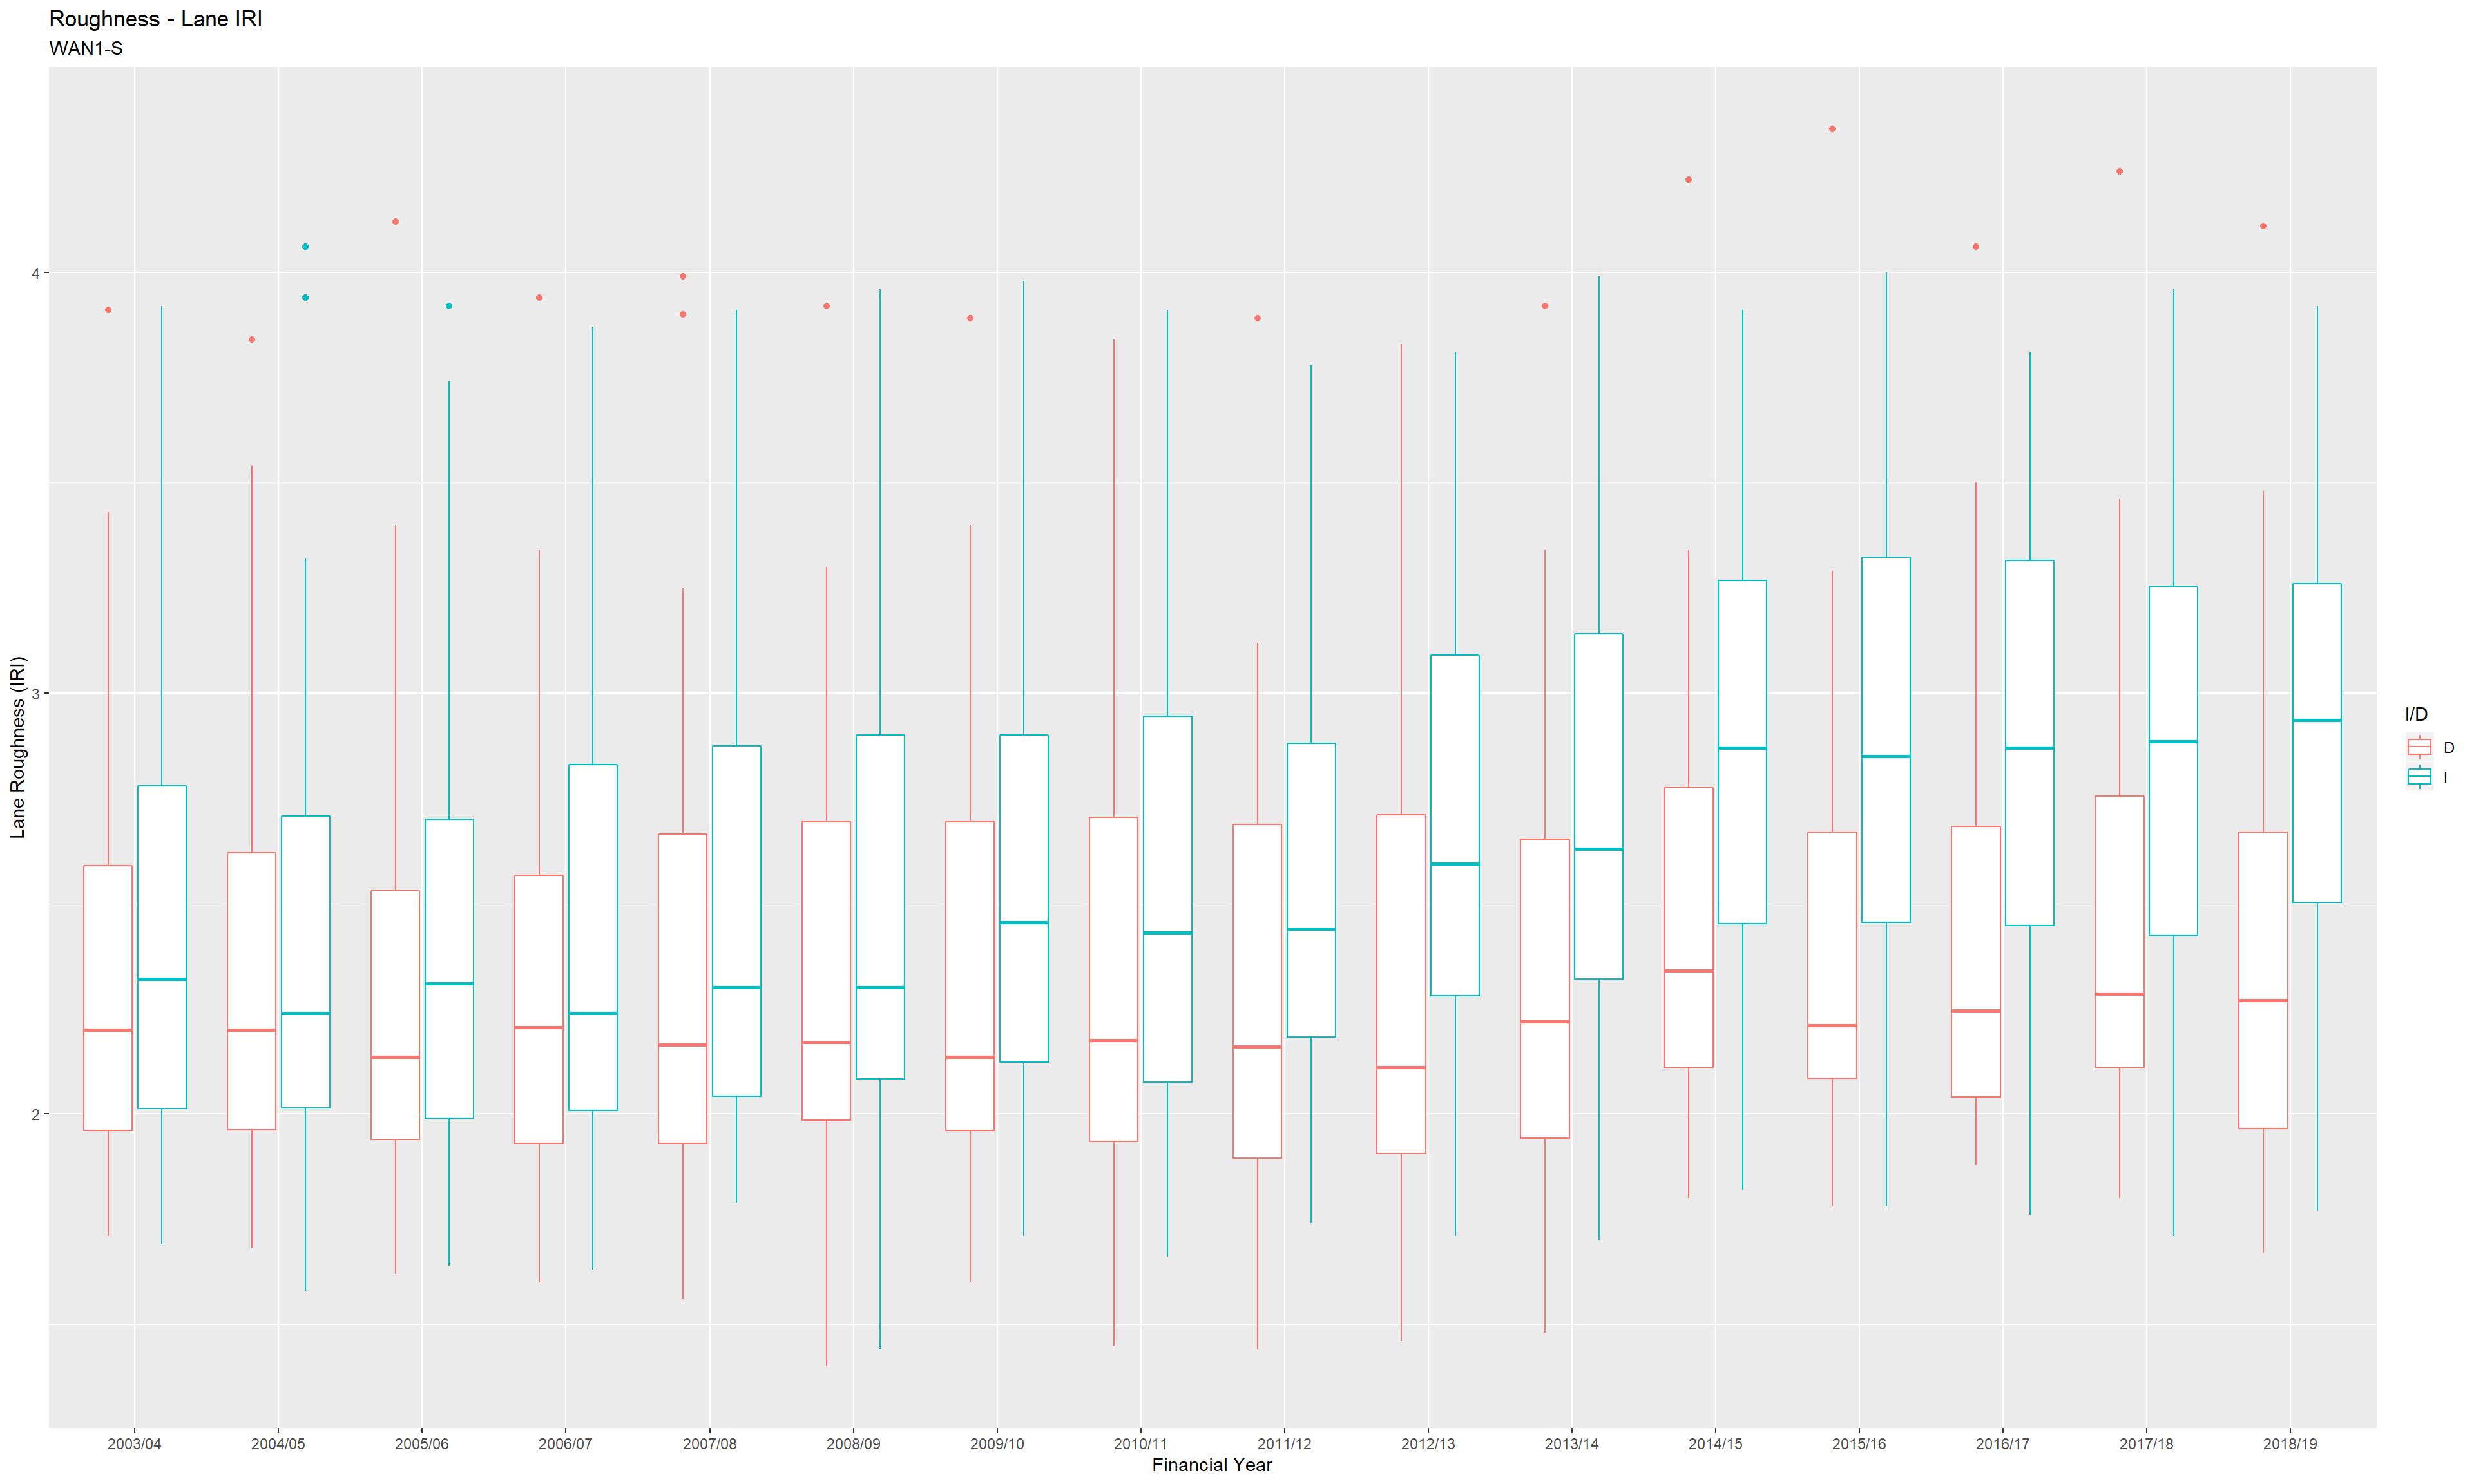 Roughness - Lane IRI
WAN1-S
Lane Roughness (IRI)
4
3
2
2003/04 2004/05 2005/06 2006/07 2007/08 2008/09 2009/10 2010/11 2011/12 2012/13 2013/14 2014/15 2015/16 2016/17 2017/18 2018/19
Financial Year
I/D
D
I